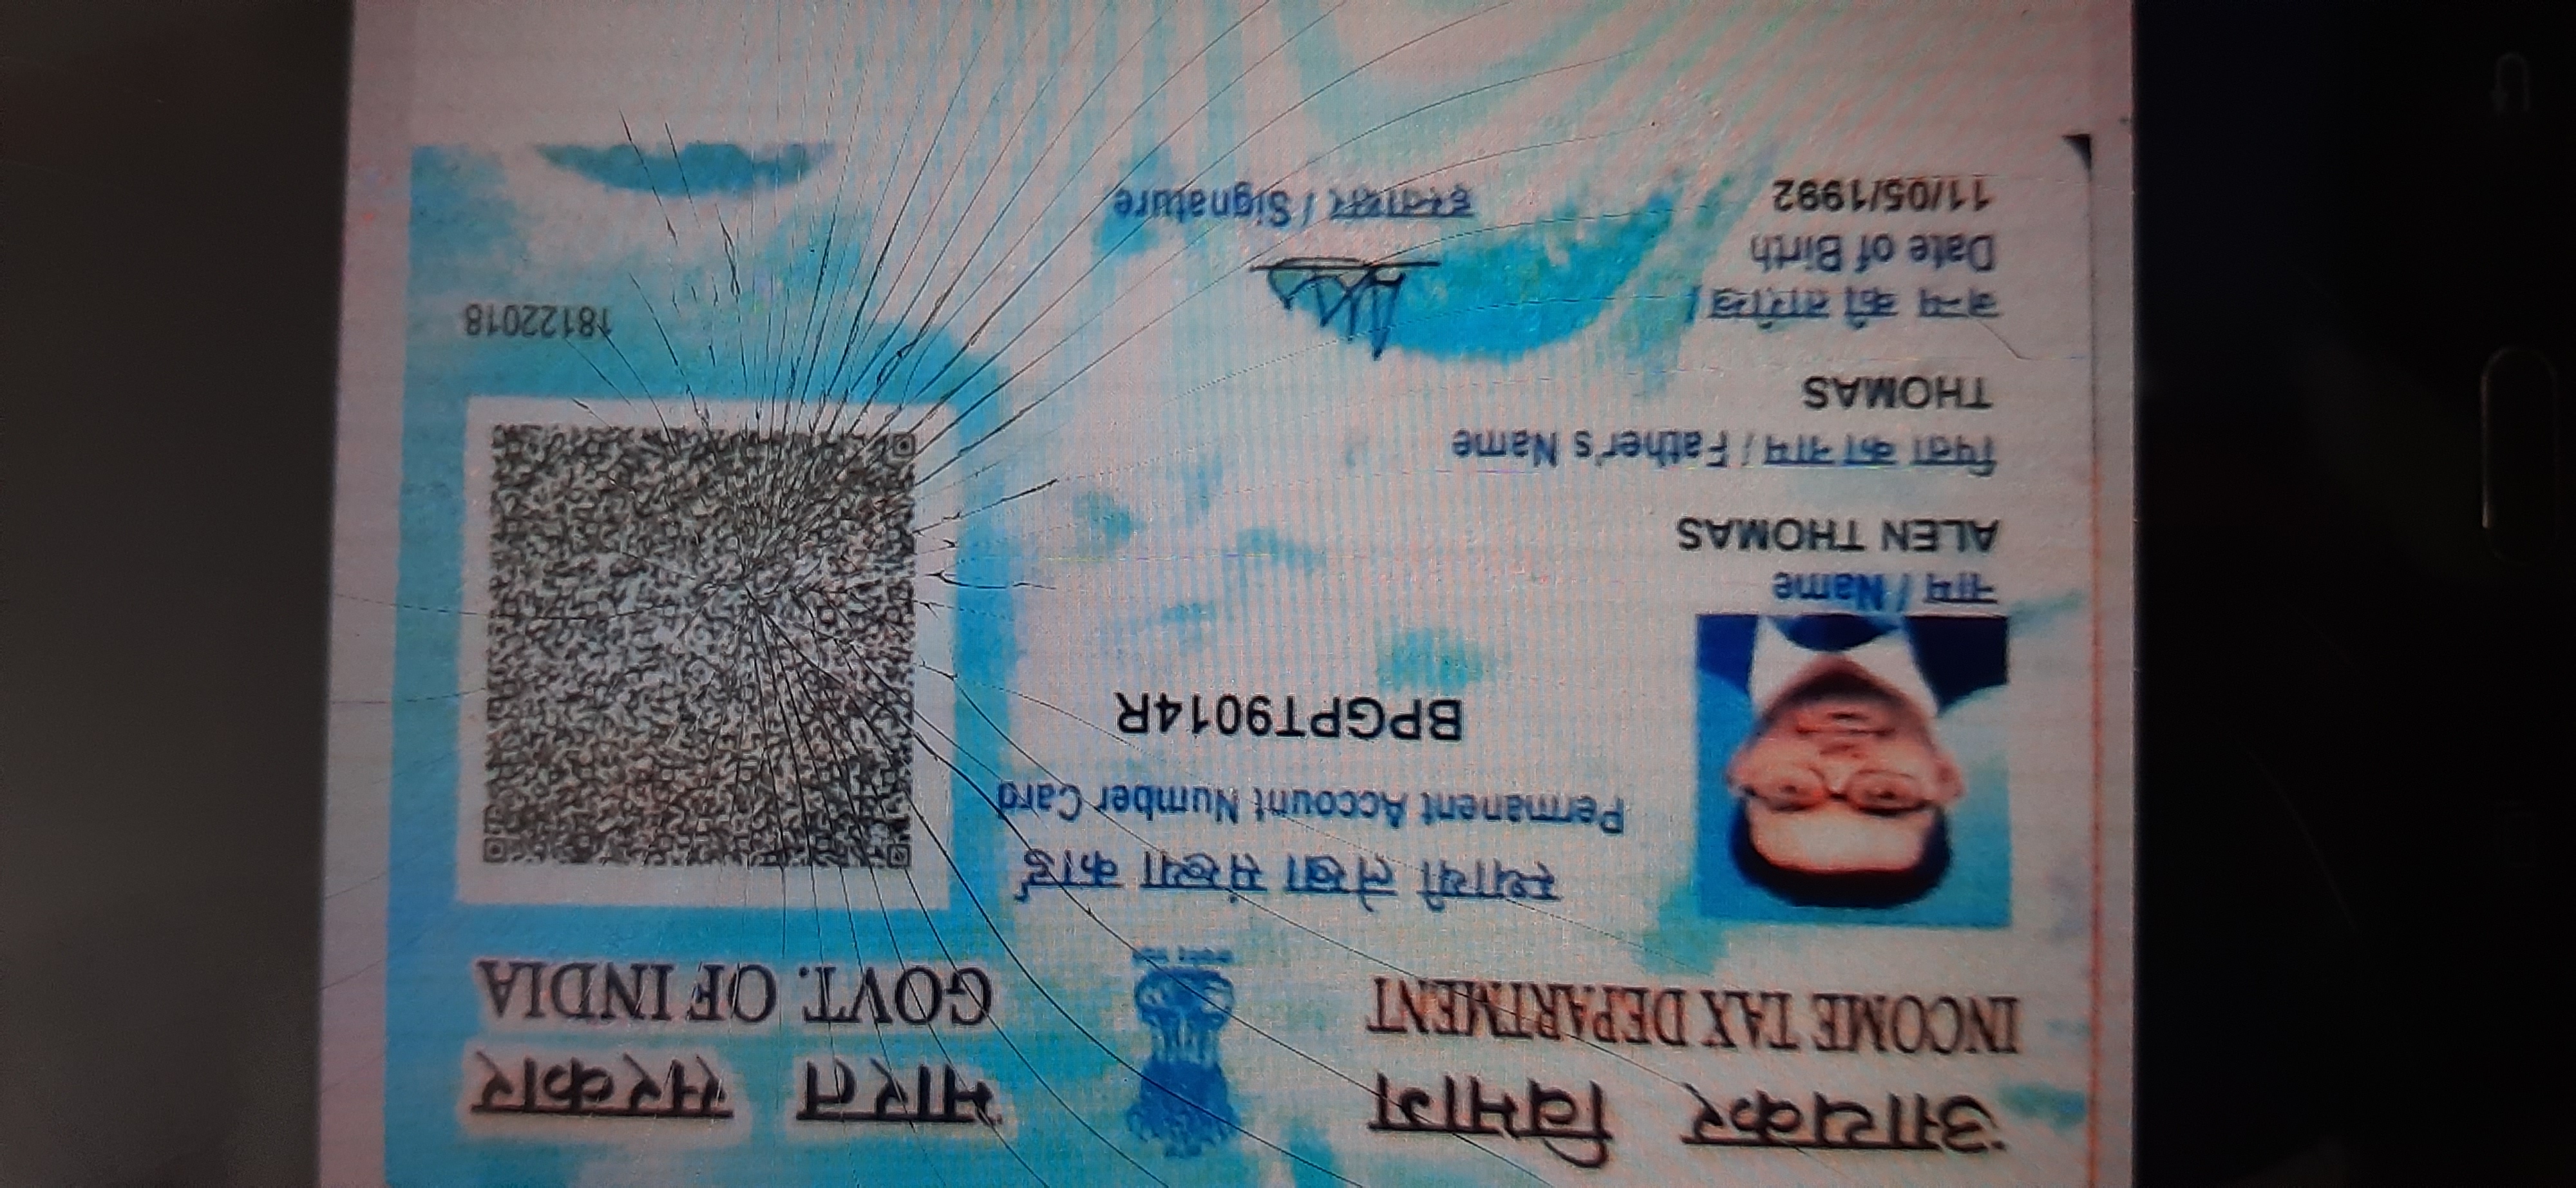 आयकर विभाग
INCOME TAX DEPARTMENT
भारत सरकार
GOVT. OF INDIA
स्थायी लेखा संख्या कार्ड
Permanent Account Number Card
BPGPT9014R
नाम / Name
ALEN THOMAS
पिता का नाम / Father's Name
THOMAS
जन्म की तारीख /
Date of Birth
11/05/1992
हस्ताक्षर / Signature
18122018